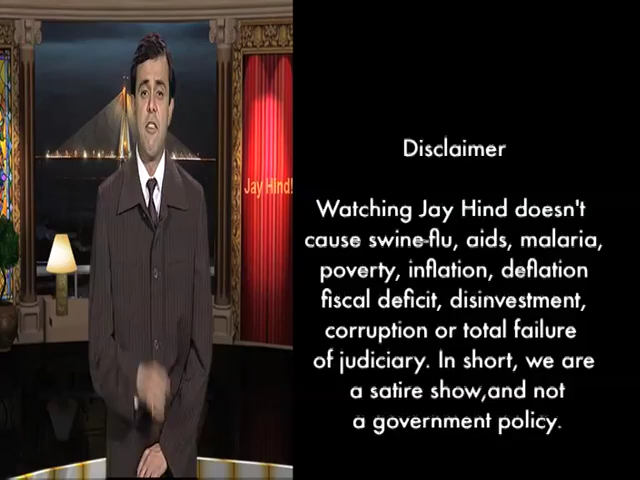 Jay Hind!
Disclaimer
Watching Jay Hind doesn't
cause swine-flu, aids, malaria,
poverty, inflation, deflation
fiscal deficit, disinvestment,
corruption or total failure
of judiciary. In short, we are
a satire show,and not
a government policy.